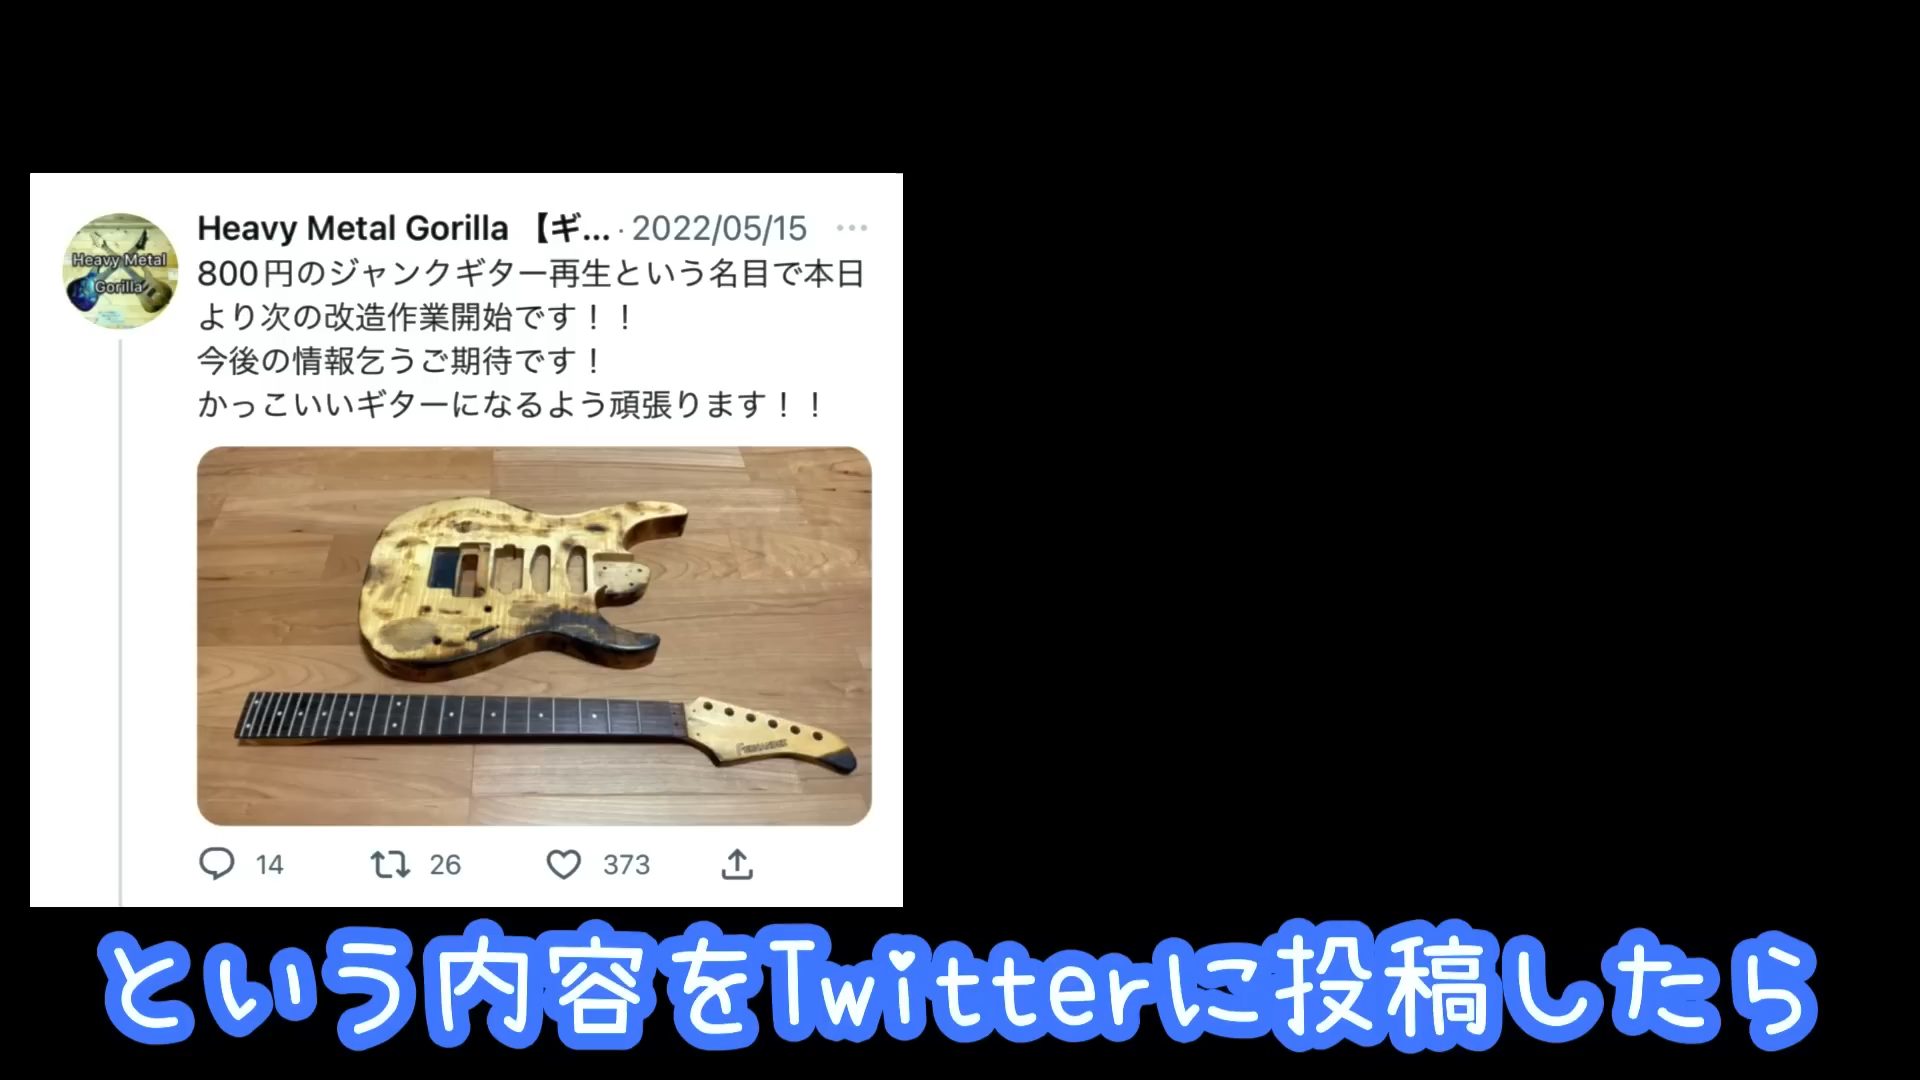 Heavy Metal Gorilla 【ギ... · 2022/05/15
Heavy Metal
Gorilla
800円のジャンクギター再生という名目で本日
より次の改造作業開始です！！
今後の情報乞うご期待です！
かっこいいギターになるよう頑張ります！！
FERNANDES
14 26 373
という内容をTwitterに投稿したら